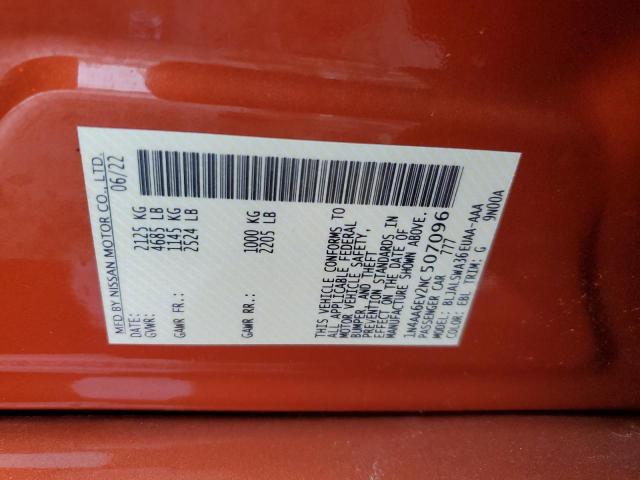 MFD BY NISSAN MOTOR CO., LTD.
DATE: 06/22
GVWR: 2125 KG
4685 LB
GAWR FR: 1145 KG
2524 LB
GAWR RR: 1000 KG
2205 LB
THIS VEHICLE CONFORMS TO
ALL APPLICABLE FEDERAL
MOTOR VEHICLE SAFETY,
BUMPER AND THEFT
PREVENTION STANDARDS IN
EFFECT ON THE DATE OF
MANUFACTURE SHOWN ABOVE.
1N4AA6EV2NC507096
PASSENGER CAR 777
MODEL: BLJALSWA36EUAA-AAA
COLOR: EBL TRIM: G 9N00A